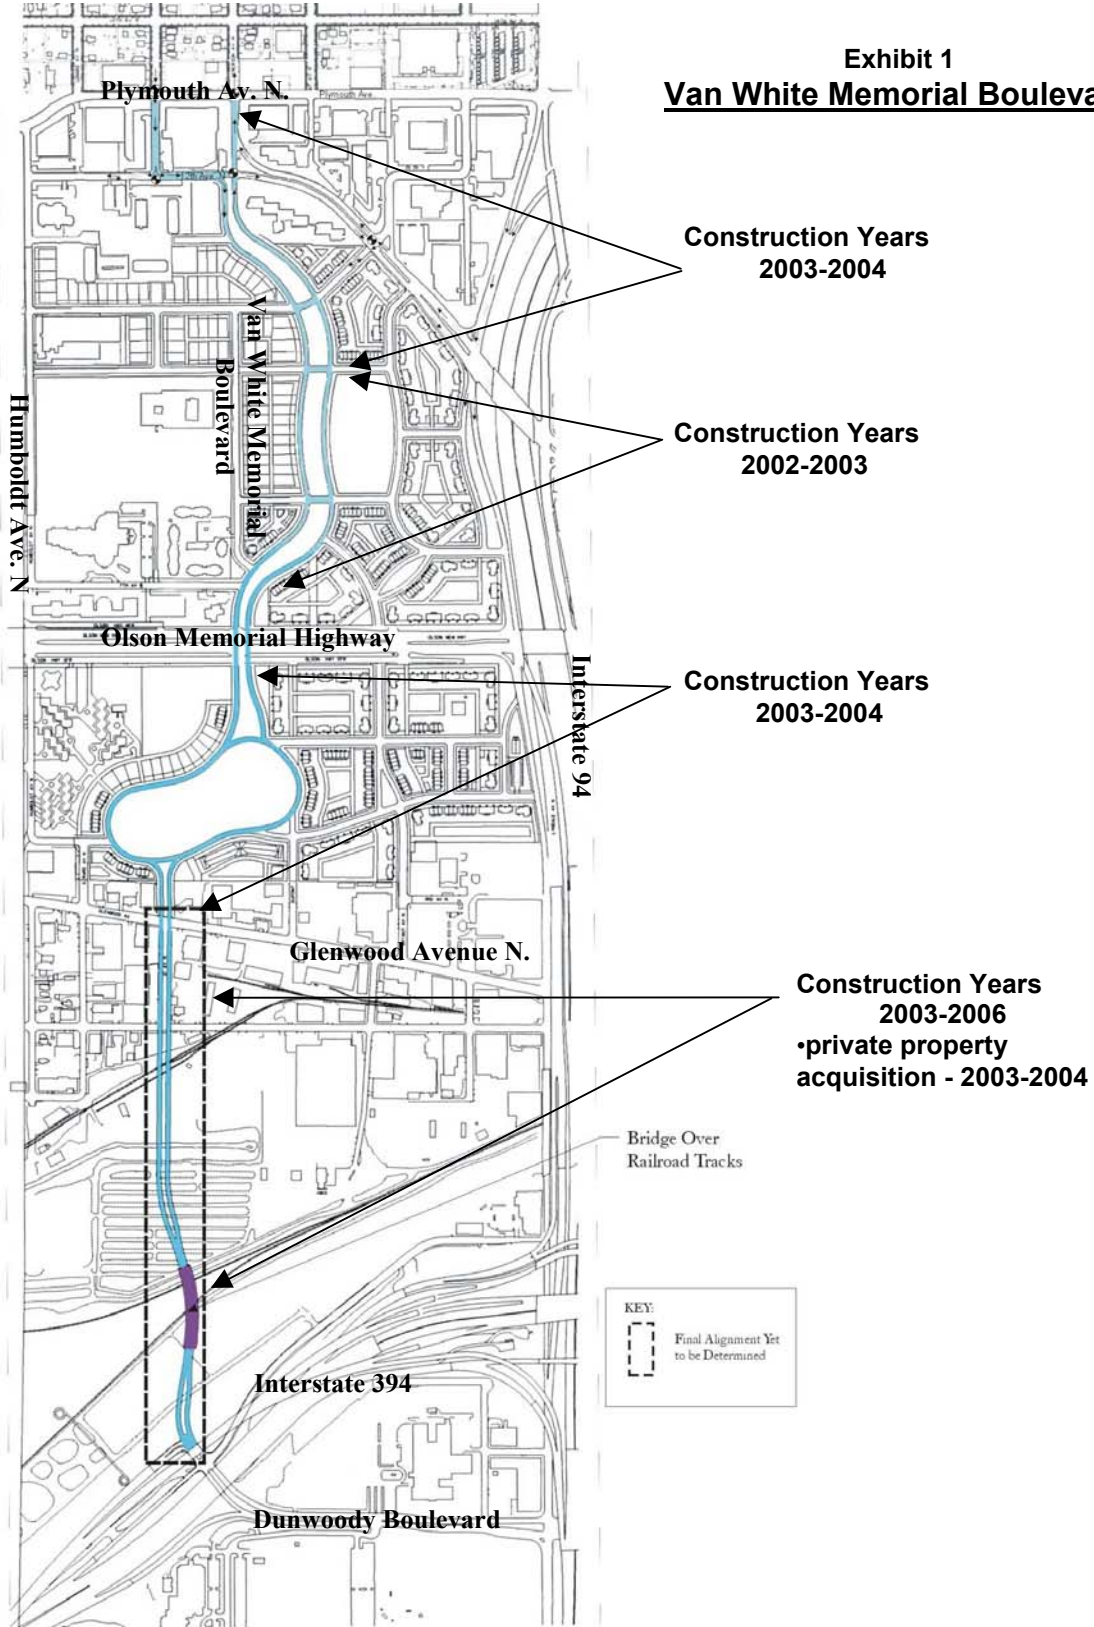 Exhibit 1
Van White Memorial Bouleva
Plymouth Av. N.
Plymouth Ave.
Construction Years
2003-2004
Van White Memorial
Boulevard
Humboldt Ave. N
Construction Years
2002-2003
Olson Memorial Highway
Interstate 94
Construction Years
2003-2004
Glenwood Avenue N.
Construction Years
2003-2006
•private property
acquisition - 2003-2004
Bridge Over
Railroad Tracks
KEY:
Final Alignment Yet
to be Determined
Interstate 394
Dunwoody Boulevard